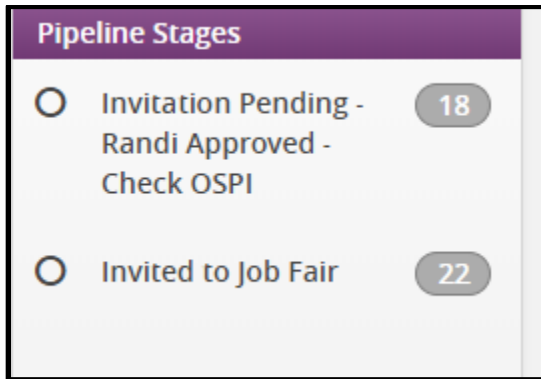 Pipeline Stages
Invitation Pending - 18
Randi Approved -
Check OSPI
Invited to Job Fair 22